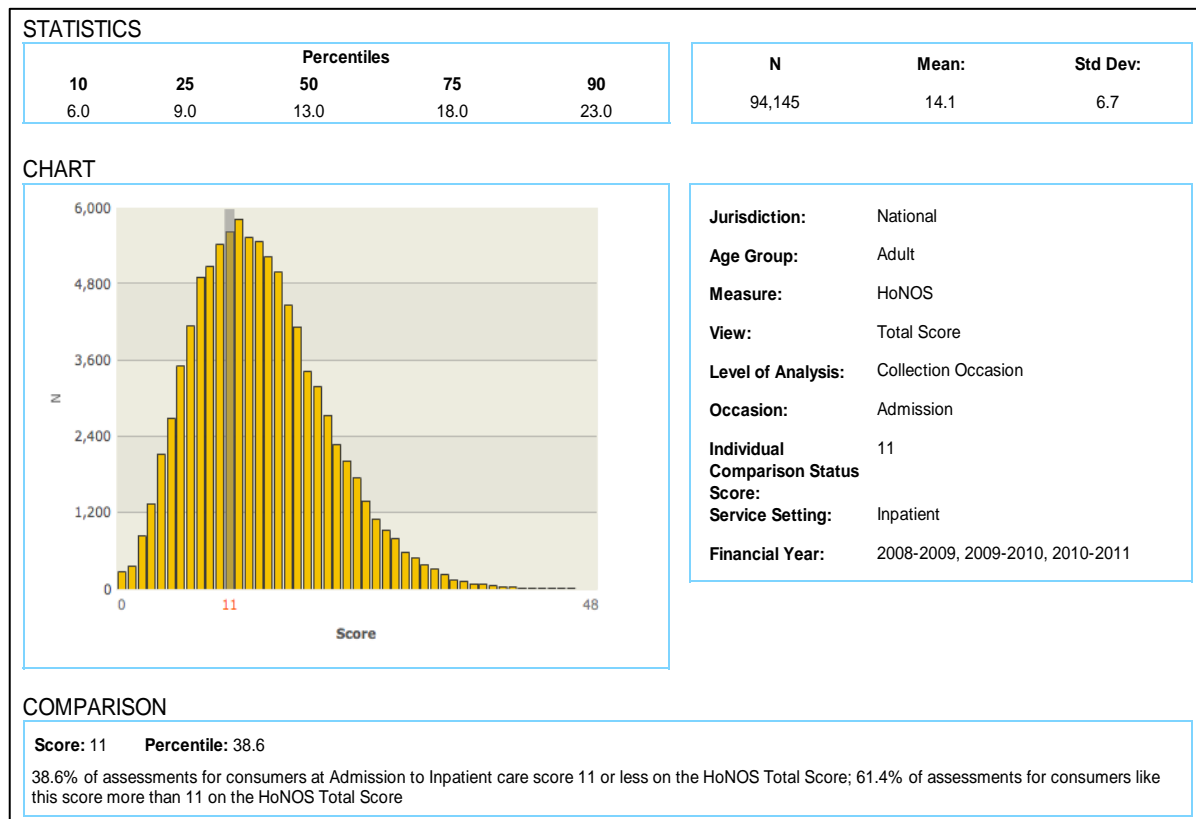 STATISTICS
Percentiles
10 25 50 75 90
6.0 9.0 13.0 18.0 23.0
N Mean: Std Dev:
94,145 14.1 6.7
CHART
6,000
4,800
3,600
N
2,400
1,200
0
0 11 48
Score
Jurisdiction: National
Age Group: Adult
Measure: HoNOS
View: Total Score
Level of Analysis: Collection Occasion
Occasion: Admission
Individual 11
Comparison Status
Score:
Service Setting: Inpatient
Financial Year: 2008-2009, 2009-2010, 2010-2011
COMPARISON
Score: 11 Percentile: 38.6
38.6% of assessments for consumers at Admission to Inpatient care score 11 or less on the HoNOS Total Score; 61.4% of assessments for consumers like
this score more than 11 on the HoNOS Total Score